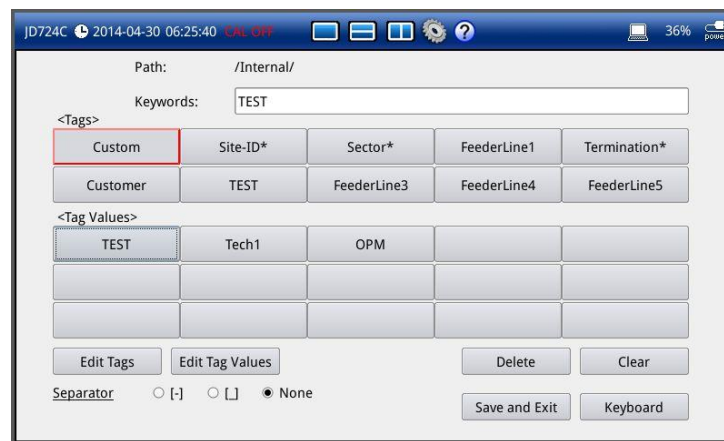 JD724C 2014-04-30 06:25:40 CAL OFF 36%
Path: /Internal/
Keywords: TEST
<Tags>
Custom Site-ID* Sector* FeederLine1 Termination*
Customer TEST FeederLine3 FeederLine4 FeederLine5
<Tag Values>
TEST Tech1 OPM
Edit Tags Edit Tag Values Delete Clear
Separator [-] [_] None
Save and Exit Keyboard